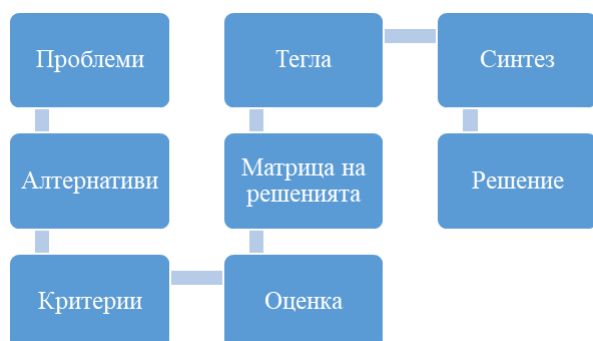 Проблеми
Алтернативи
Критерии
Оценка
Матрица на
решенията
Тегла
Синтез
Решение